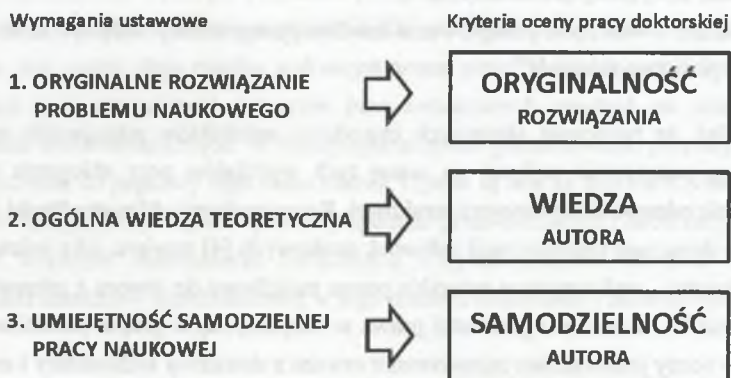 Wymagania ustawowe
Kryteria oceny pracy doktorskiej
1. ORYGINALNE ROZWIĄZANIE
PROBLEMU NAUKOWEGO
ORYGINALNOŚĆ
ROZWIĄZANIA
2. OGÓLNA WIEDZA TEORETYCZNA
WIEDZA
AUTORA
3. UMIEJĘTNOŚĆ SAMODZIELNEJ
PRACY NAUKOWEJ
SAMODZIELNOŚĆ
AUTORA